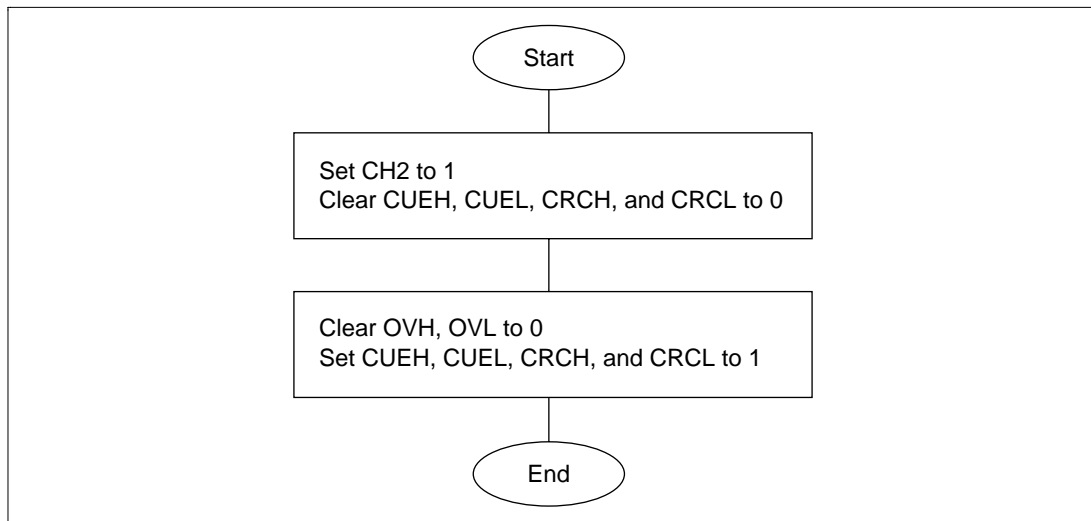 Start
Set CH2 to 1
Clear CUEH, CUEL, CRCH, and CRCL to 0
Clear OVH, OVL to 0
Set CUEH, CUEL, CRCH, and CRCL to 1
End